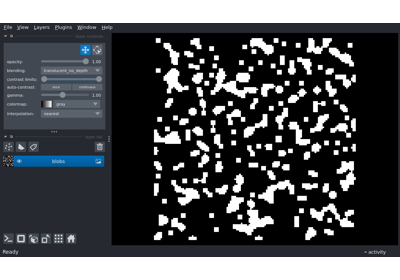 File View Layers Plugins Window Help
layer controls
opacity: 1.00
blending: translucent_no_depth
contrast limits:
auto-contrast: once continuous
gamma: 1.00
colormap: gray
interpolation: nearest
layer list
blobs
Ready
activity